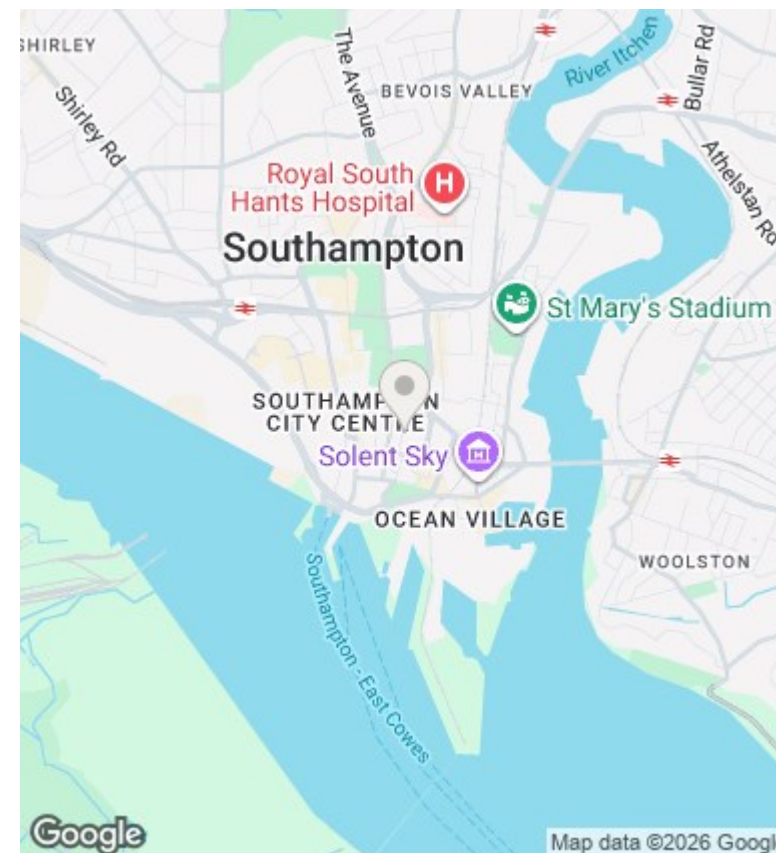 SHIRLEY
The Avenue
River Itchen
Bullar Rd
BEVOIS VALLEY
Shirley Rd
Athelstan Rd
Royal South
Hants Hospital
H
Southampton
St Mary's Stadium
SOUTHAMPTON
CITY CENTRE
Solent Sky
OCEAN VILLAGE
WOOLSTON
Southampton - East Cowes
Google
Map data ©2026 Googl